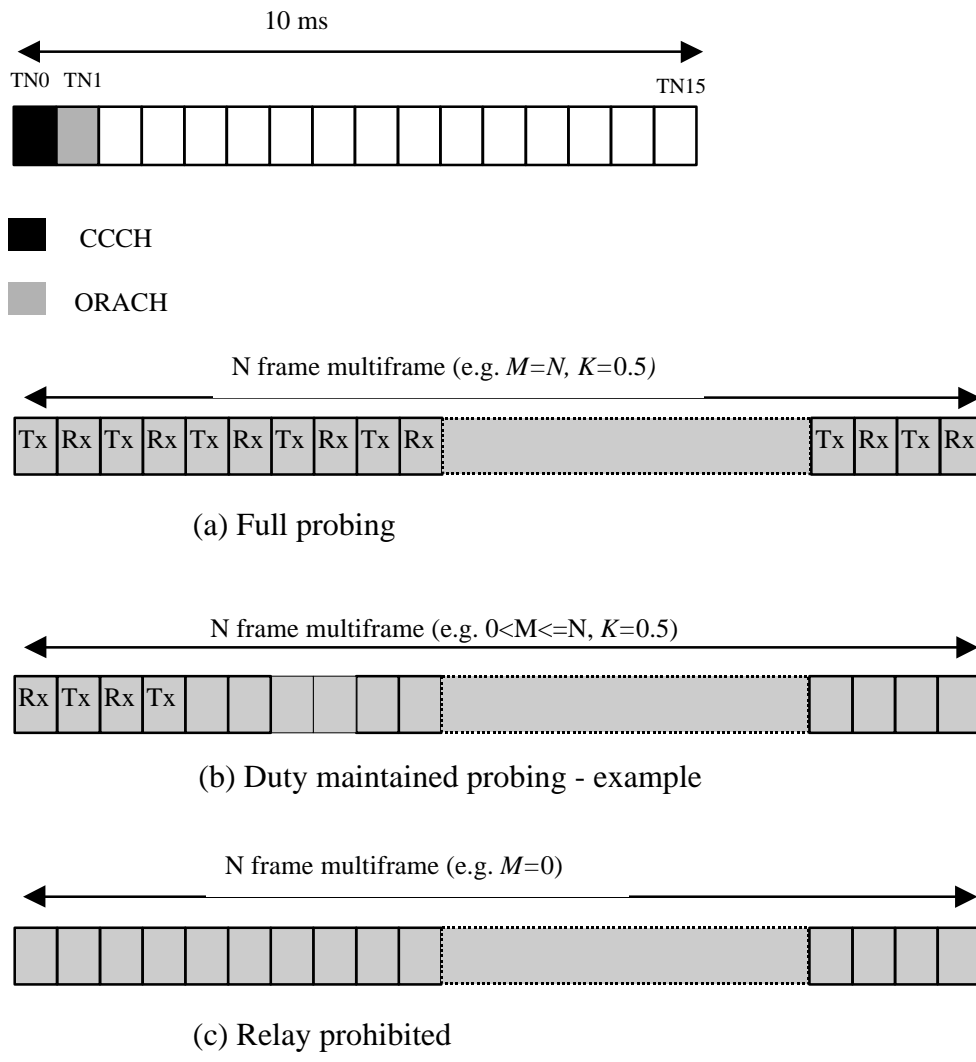 10 ms
TN0 TN1 TN15
CCCH
ORACH
N frame multiframe (e.g. M=N, K=0.5)
Tx Rx Tx Rx Tx Rx Tx Rx Tx Rx Tx Rx Tx Rx
(a) Full probing
N frame multiframe (e.g. 0<M<=N, K=0.5)
Rx Tx Rx Tx
(b) Duty maintained probing - example
N frame multiframe (e.g. M=0)
(c) Relay prohibited